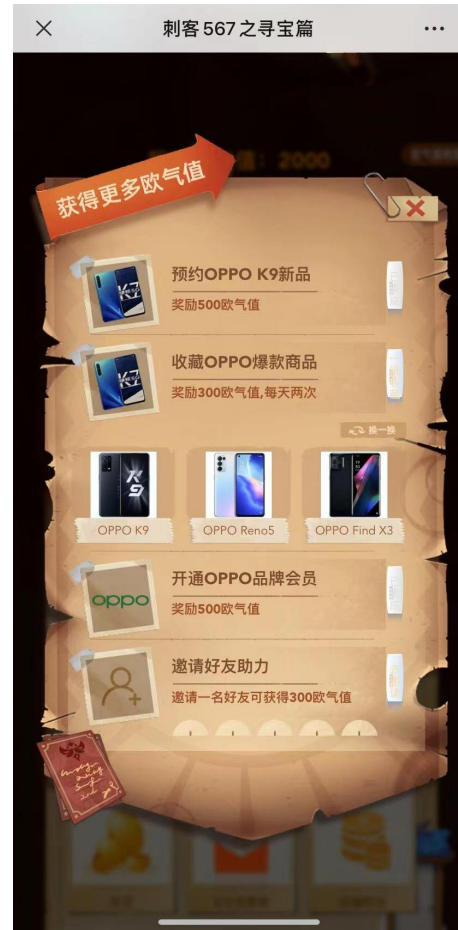 刺客567之寻宝篇
值：2000
获得更多欧气值
预约OPPO K9新品
奖励500欧气值
收藏OPPO爆款商品
奖励300欧气值,每天两次
换一换
OPPO K9
OPPO Reno5
OPPO Find X3
oppo
开通OPPO品牌会员
奖励500欧气值
邀请好友助力
邀请一名好友可获得300欧气值